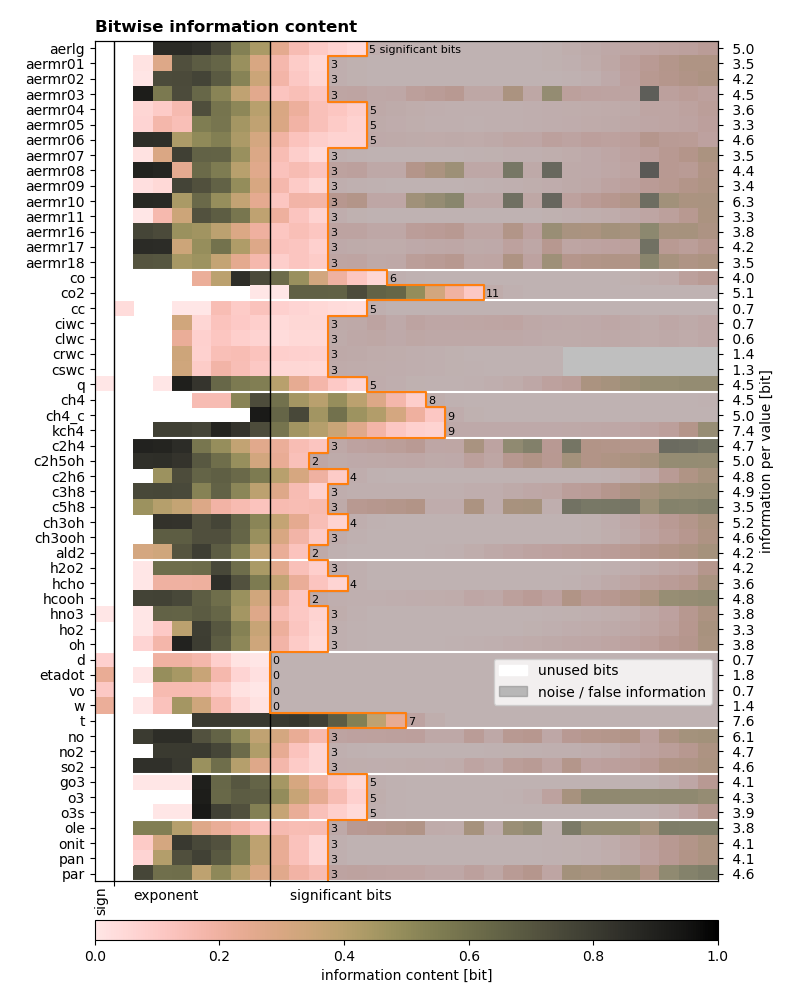 Bitwise information content
aerlg 5 significant bits 5.0
aermr01 3 3.5
aermr02 3 4.2
aermr03 3 4.5
aermr04 5 3.6
aermr05 5 3.3
aermr06 5 4.6
aermr07 3 3.5
aermr08 3 4.4
aermr09 3 3.4
aermr10 3 6.3
aermr11 3 3.3
aermr16 3 3.8
aermr17 3 4.2
aermr18 3 3.5
co 6 4.0
co2 11 5.1
cc 5 0.7
ciwc 3 0.7
clwc 3 0.6
crwc 3 1.4
cswc 3 1.3
q 5 4.5
ch4 8 4.5
ch4_c 9 5.0
kch4 9 7.4
c2h4 3 4.7
c2h5oh 2 5.0
c2h6 4 4.8
c3h8 3 4.9
c5h8 3 3.5
ch3oh 4 5.2
ch3ooh 3 4.6
ald2 2 4.2
h2o2 3 4.2
hcho 4 3.6
hcooh 2 4.8
hno3 3 3.8
ho2 3 3.3
oh 3 3.8
d 0 0.7
etadot 0 1.8
vo 0 0.7
w 0 1.4
t 7 7.6
no 3 6.1
no2 3 4.7
so2 3 4.6
go3 5 4.1
o3 5 4.3
o3s 5 3.9
ole 3 3.8
onit 3 4.1
pan 3 4.1
par 3 4.6
information per value [bit]
unused bits
noise / false information
sign exponent significant bits
0.0 0.2 0.4 0.6 0.8 1.0
information content [bit]